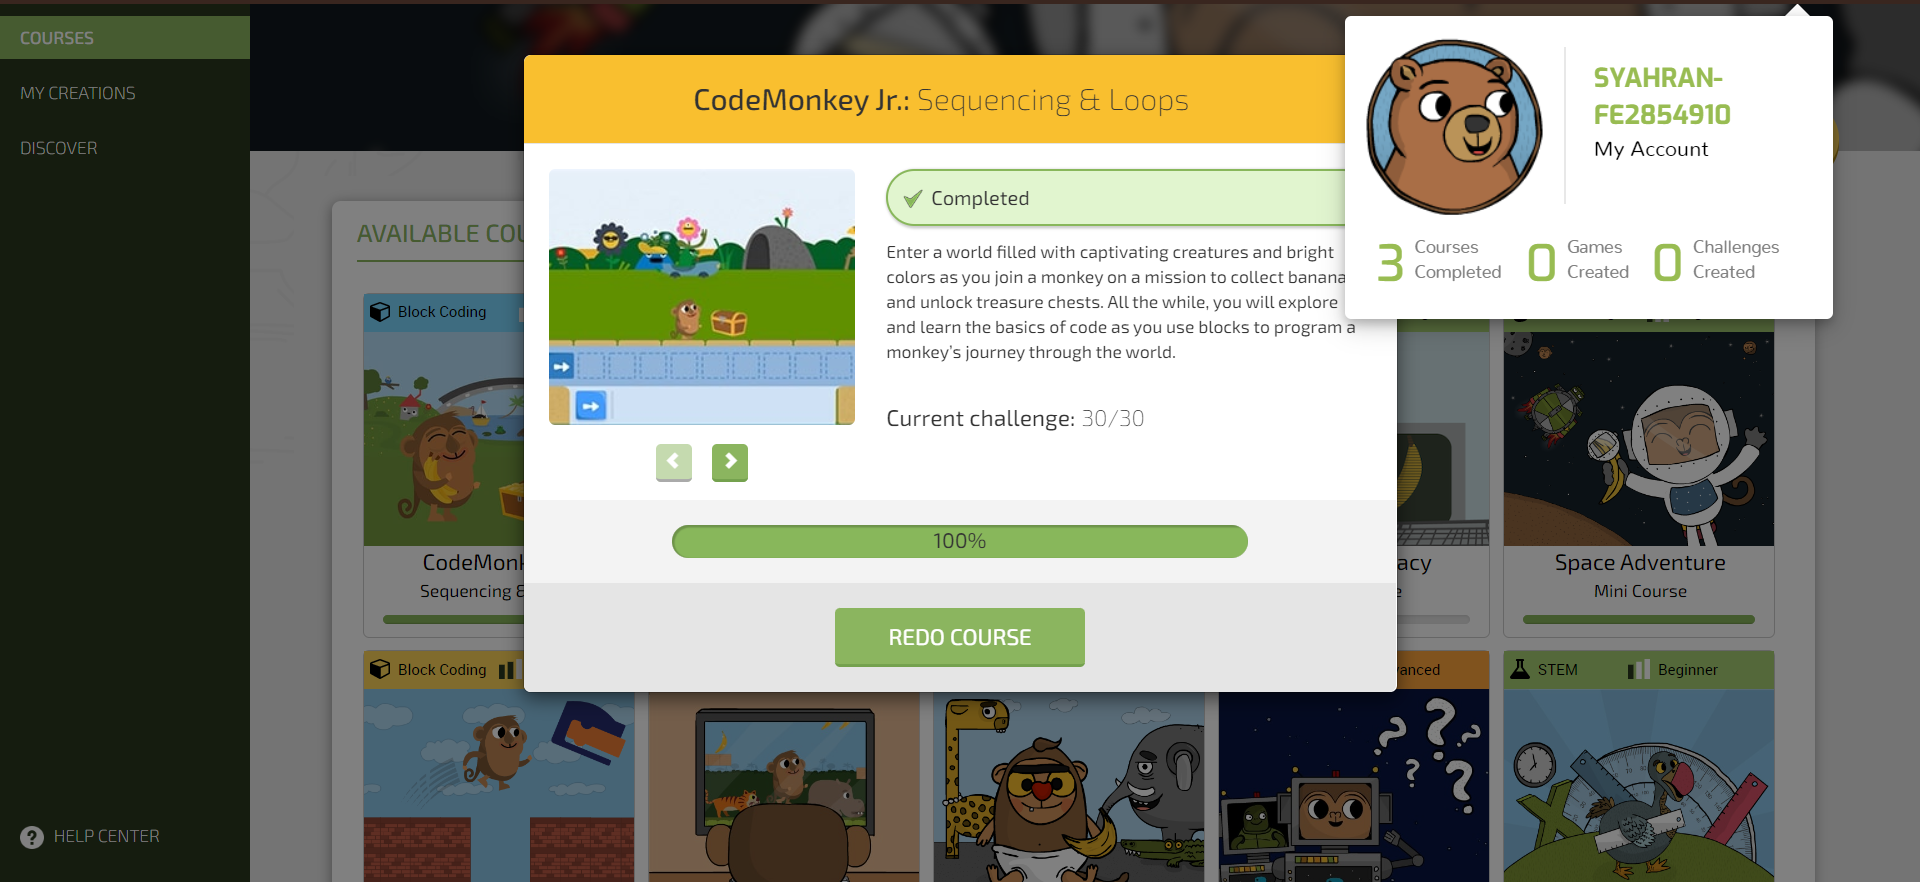 COURSES
MY CREATIONS
DISCOVER
HELP CENTER
SYAHRAN-
FE2854910
My Account
3 Courses Completed
0 Games Created
0 Challenges Created
CodeMonkey Jr.: Sequencing & Loops
Completed
Enter a world filled with captivating creatures and bright
colors as you join a monkey on a mission to collect banana
and unlock treasure chests. All the while, you will explore
and learn the basics of code as you use blocks to program a
monkey's journey through the world.
Current challenge: 30/30
100%
REDO COURSE
AVAILABLE COU
Block Coding
CodeMonk
Sequencing &
acy
Space Adventure
Mini Course
Block Coding
anced
STEM
Beginner